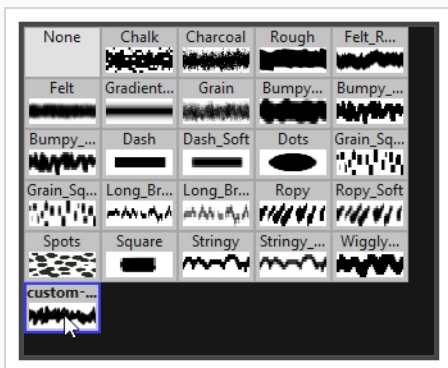 None Chalk Charcoal Rough Felt_R...
Felt Gradient... Grain Bumpy... Bumpy_...
Bumpy_... Dash Dash_Soft Dots Grain_Sq...
Grain_Sq... Long_Br... Long_Br... Ropy Ropy_Soft
Spots Square Stringy Stringy_... Wiggly...
custom-...